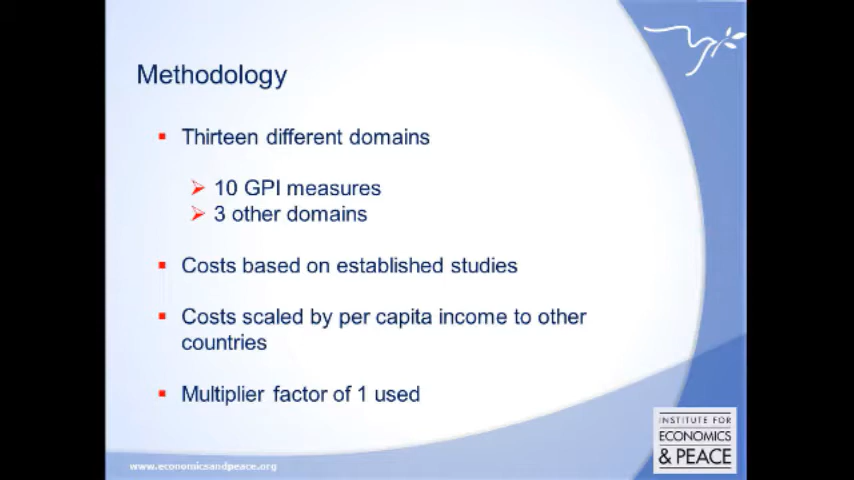 Methodology
Thirteen different domains
10 GPI measures
3 other domains
Costs based on established studies
Costs scaled by per capita income to other
countries
Multiplier factor of 1 used
INSTITUTE FOR
ECONOMICS
& PEACE
www.economicsandpeace.org